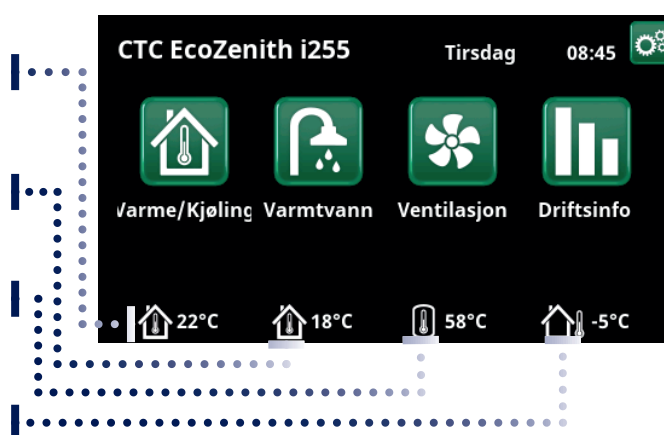 CTC EcoZenith i255 Tirsdag 08:45
Varme/Kjøling Varmtvann Ventilasjon Driftsinfo
22°C 18°C 58°C -5°C